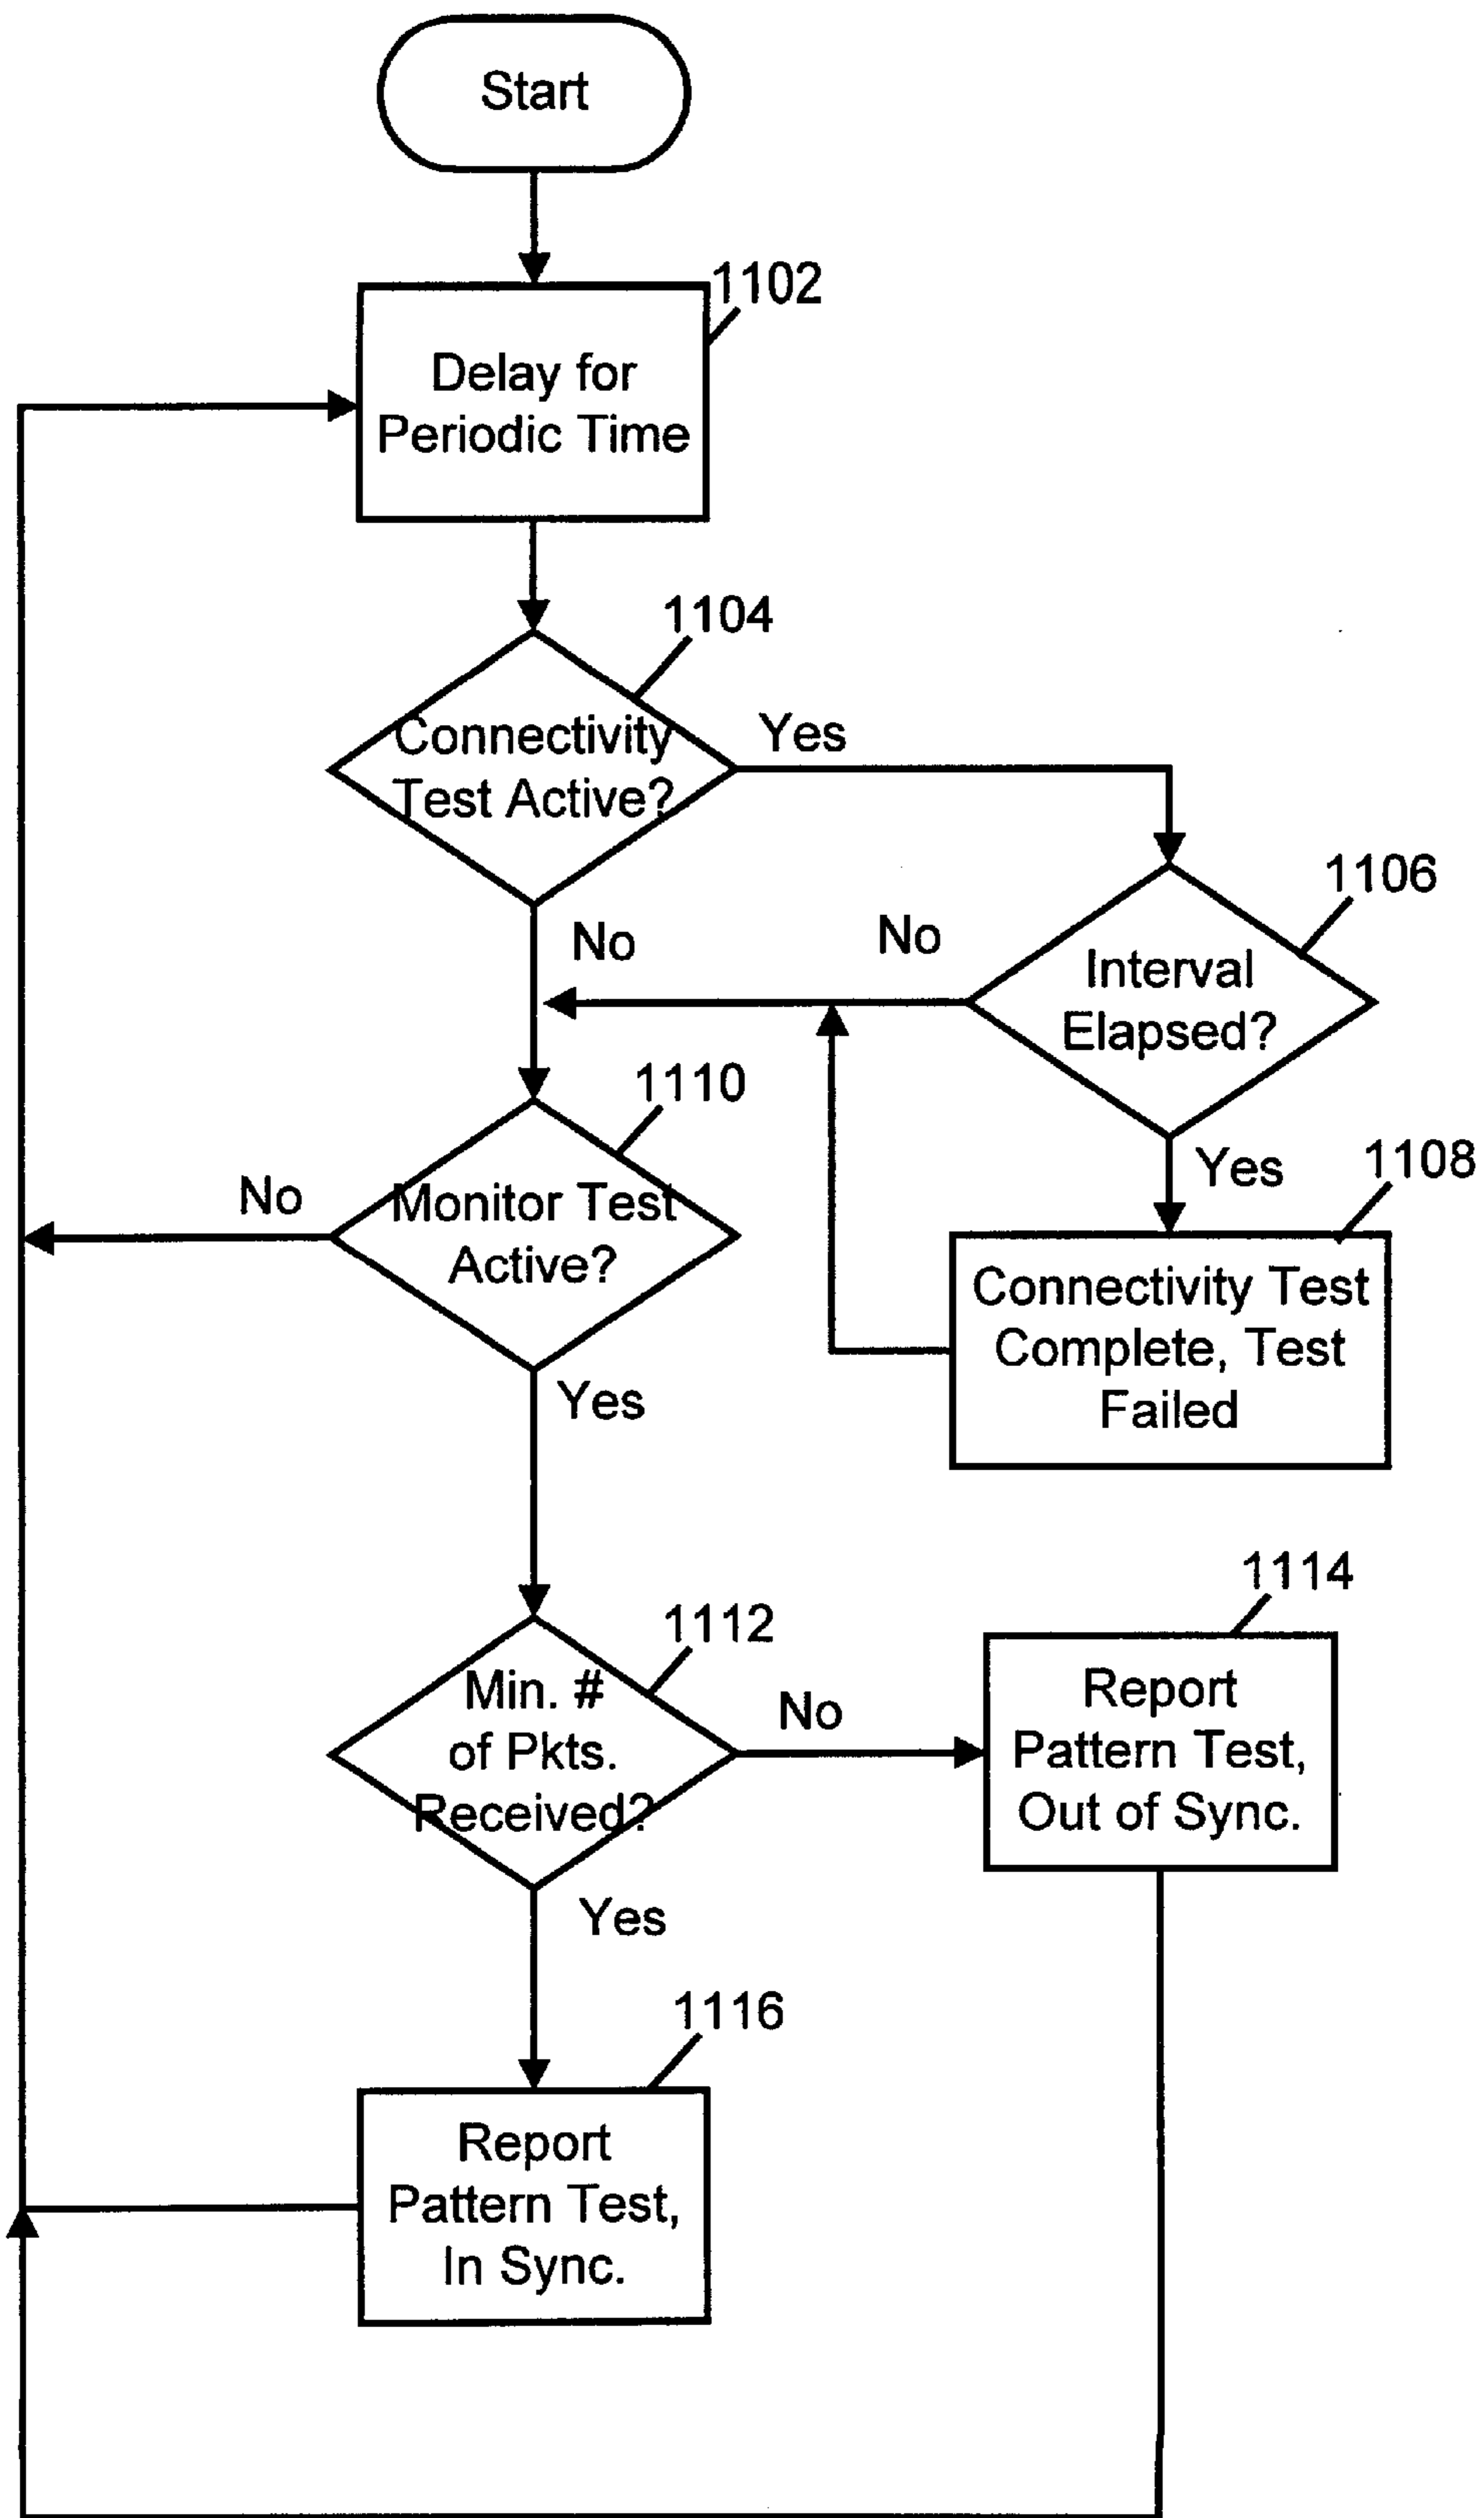 Start
1102
Delay for
Periodic Time
1104
Connectivity
Test Active?
Yes
1106
No
No
Interval
Elapsed?
1110
Yes
1108
No
Monitor Test
Active?
Connectivity Test
Complete, Test
Failed
Yes
1114
1112
Min. #
of Pkts.
Received?
No
Report
Pattern Test,
Out of Sync.
Yes
1116
Report
Pattern Test,
In Sync.